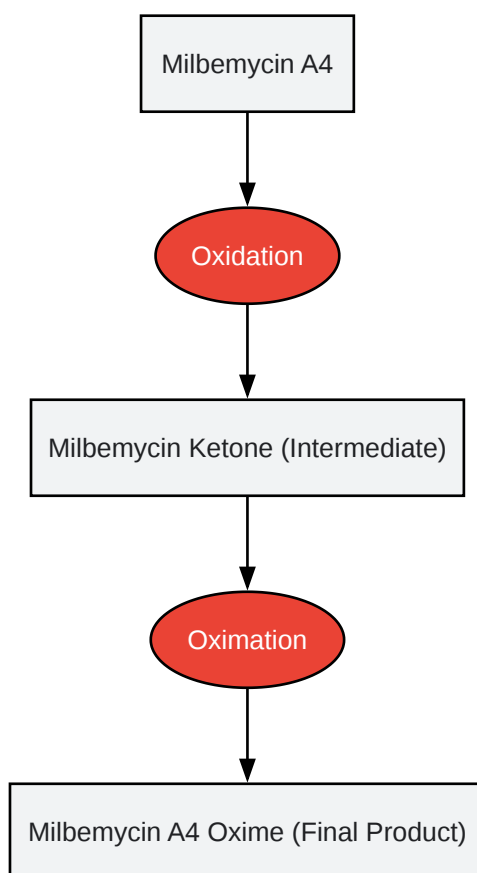 Milbemycin A4
Oxidation
Milbemycin Ketone (Intermediate)
Oximation
Milbemycin A4 Oxime (Final Product)